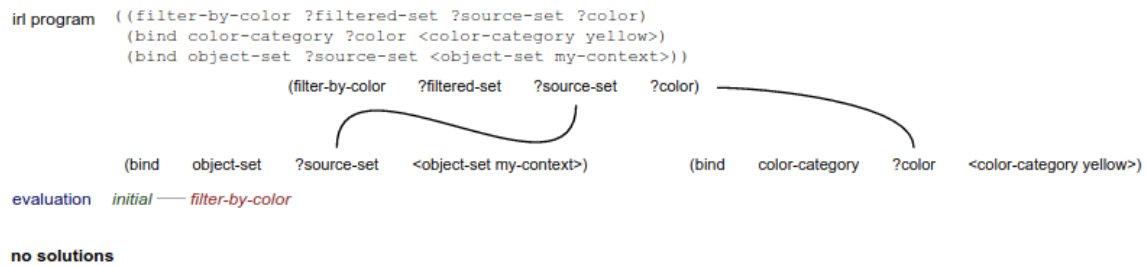 irl program ((filter-by-color ?filtered-set ?source-set ?color)
(bind color-category ?color <color-category yellow>)
(bind object-set ?source-set <object-set my-context>))
(filter-by-color ?filtered-set ?source-set ?color)
(bind object-set ?source-set <object-set my-context>) (bind color-category ?color <color-category yellow>)
evaluation initial filter-by-color
no solutions